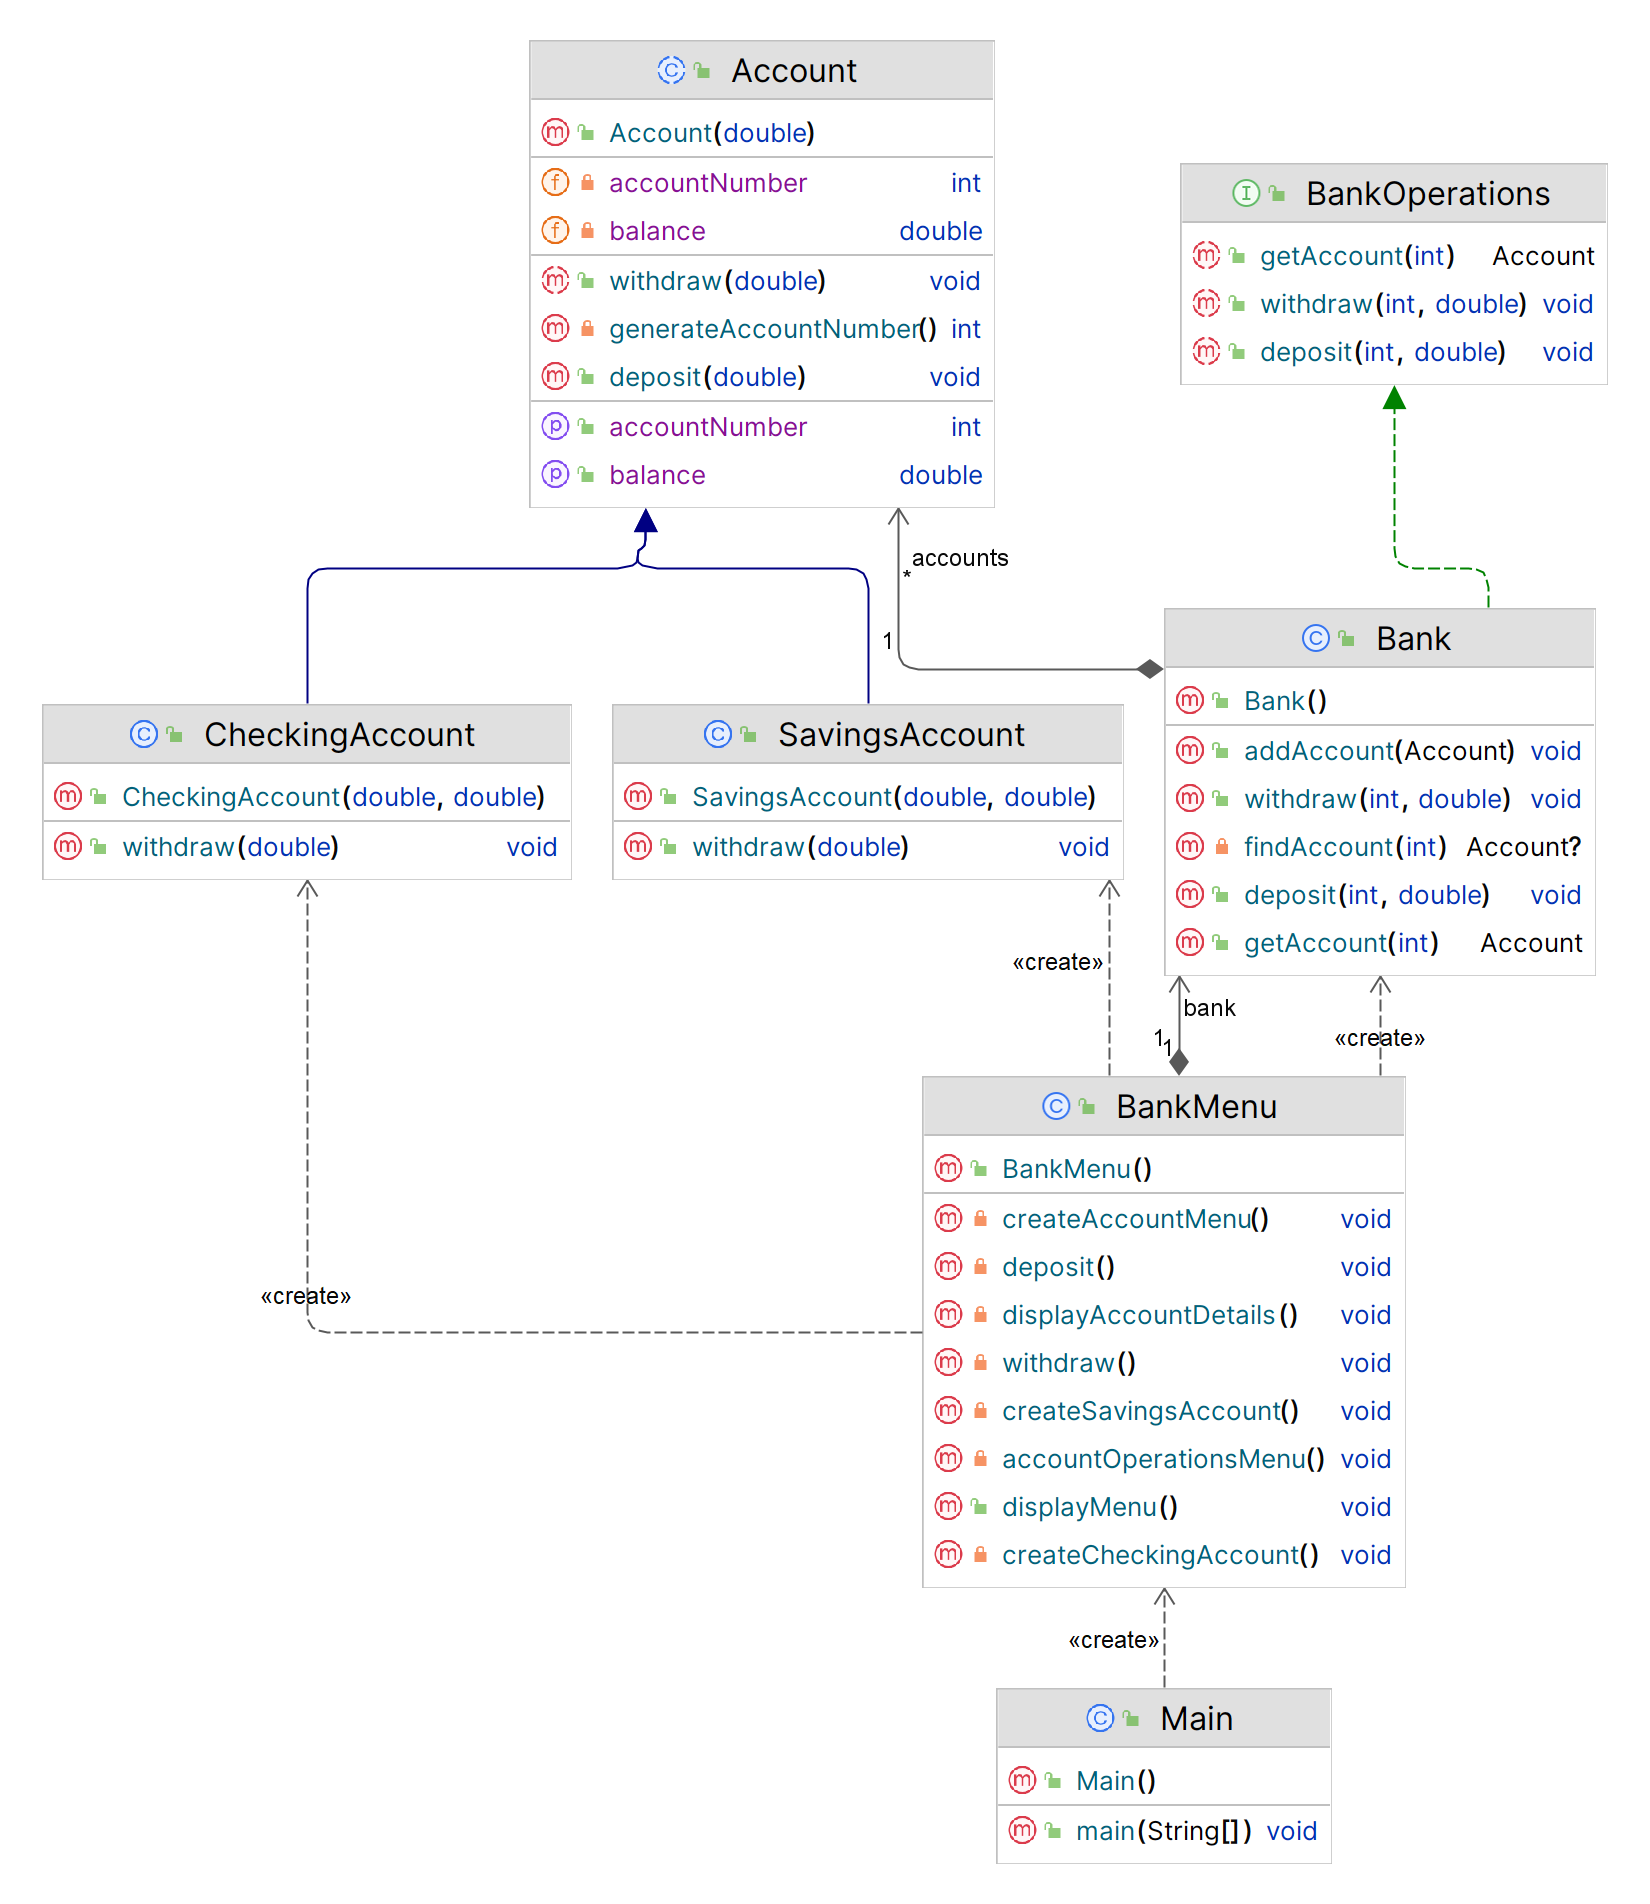 Account
Account(double)
accountNumber int
balance double
withdraw(double) void
generateAccountNumber() int
deposit(double) void
accountNumber int
balance double
BankOperations
getAccount(int) Account
withdraw(int, double) void
deposit(int, double) void
accounts
*
1
Bank
Bank()
addAccount(Account) void
withdraw(int, double) void
findAccount(int) Account?
deposit(int, double) void
getAccount(int) Account
CheckingAccount
CheckingAccount(double, double)
withdraw(double) void
SavingsAccount
SavingsAccount(double, double)
withdraw(double) void
«create»
bank
1
1
«create»
«create»
BankMenu
BankMenu()
createAccountMenu() void
deposit() void
displayAccountDetails() void
withdraw() void
createSavingsAccount() void
accountOperationsMenu() void
displayMenu() void
createCheckingAccount() void
«create»
Main
Main()
main(String[]) void